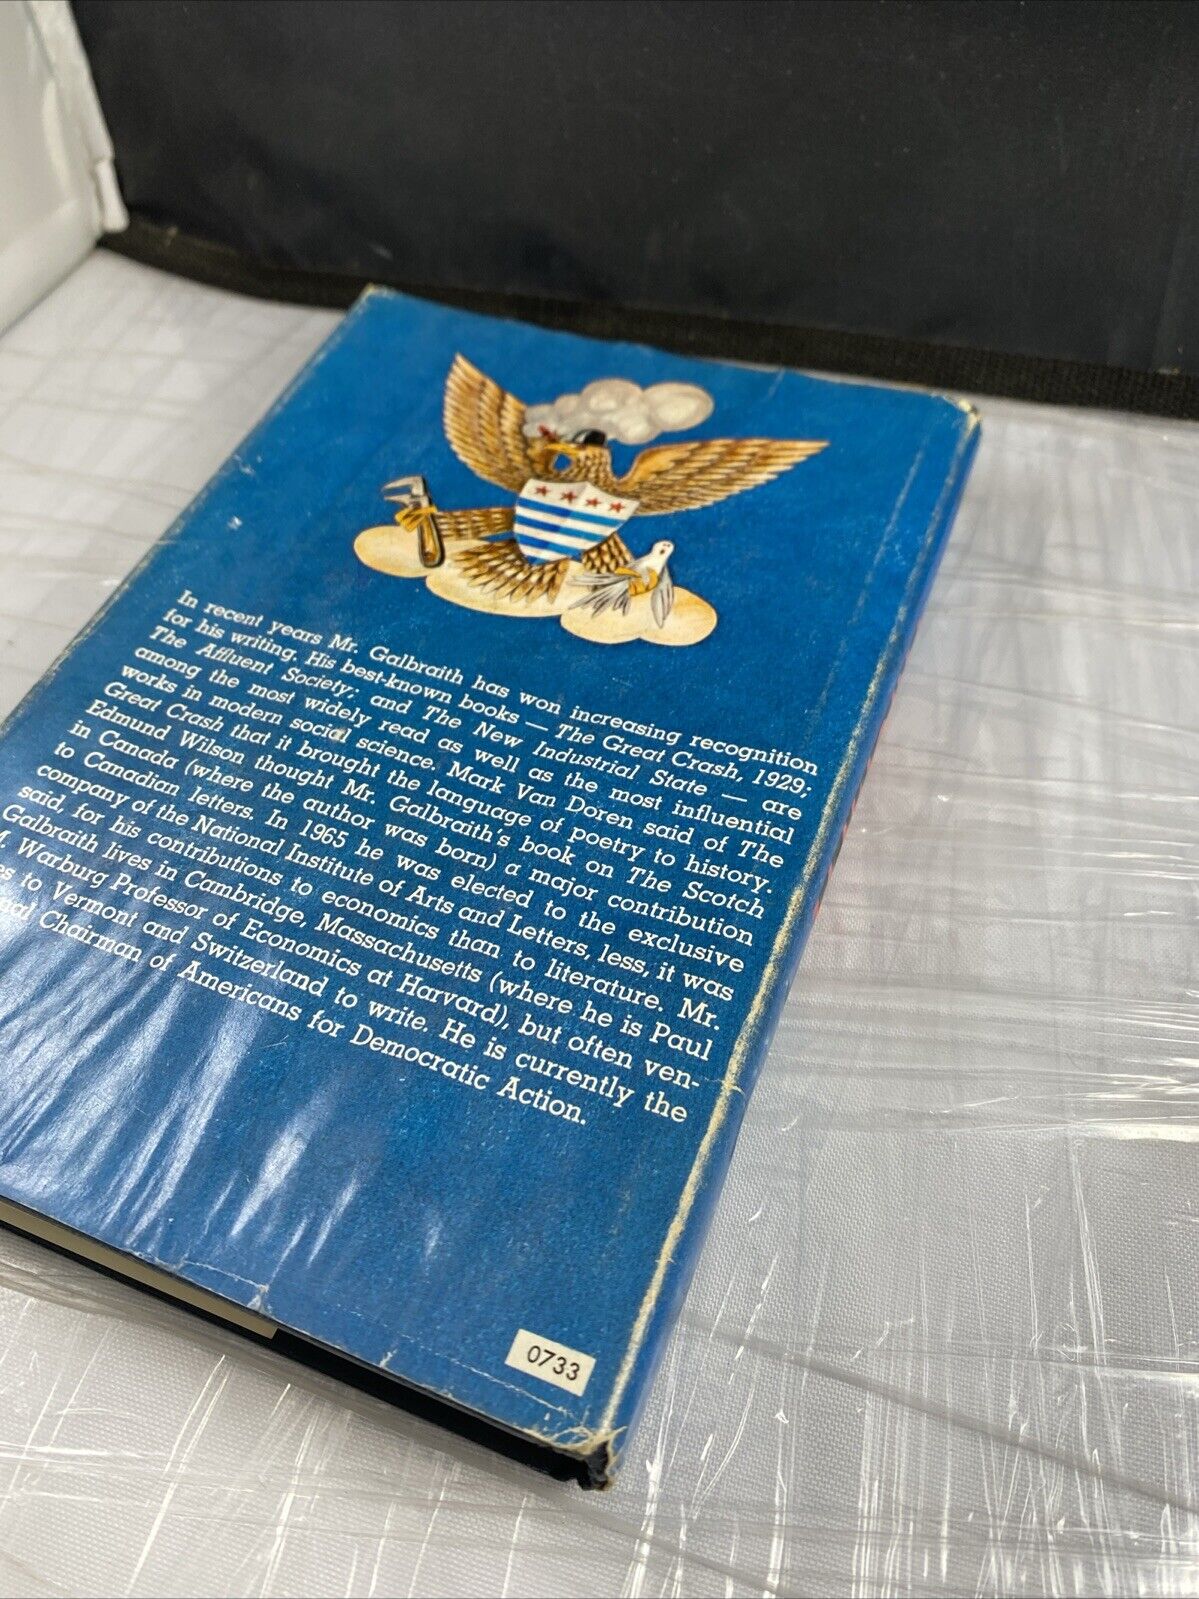 In recent years Mr. Galbraith has won increasing recognition
for his writing. His best-known books — The Great Crash, 1929;
The Affluent Society; and The New Industrial State — are
among the most widely read as well as the most influential
works in modern social science. Mark Van Doren said of The
Great Crash that it brought the language of poetry to history.
Edmund Wilson thought Mr. Galbraith's book on The Scotch
in Canada (where the author was born) a major contribution
to Canadian letters. In 1965 he was elected to the exclusive
company of the National Institute of Arts and Letters, less, it was
said, for his contributions to economics than to literature. Mr.
Galbraith lives in Cambridge, Massachusetts (where he is Paul
M. Warburg Professor of Economics at Harvard), but often ven-
es to Vermont and Switzerland to write. He is currently the
nal Chairman of Americans for Democratic Action.
0733